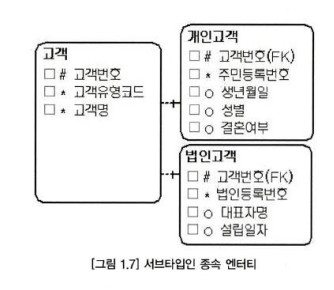 고객
# 고객번호
* 고객유형코드
* 고객명
개인고객
# 고객번호(FK)
* 주민등록번호
○ 생년월일
○ 성별
○ 결혼여부
법인고객
# 고객번호(FK)
* 법인등록번호
○ 대표자명
○ 설립일자
[그림 1.7] 서브타입인 종속 엔터티